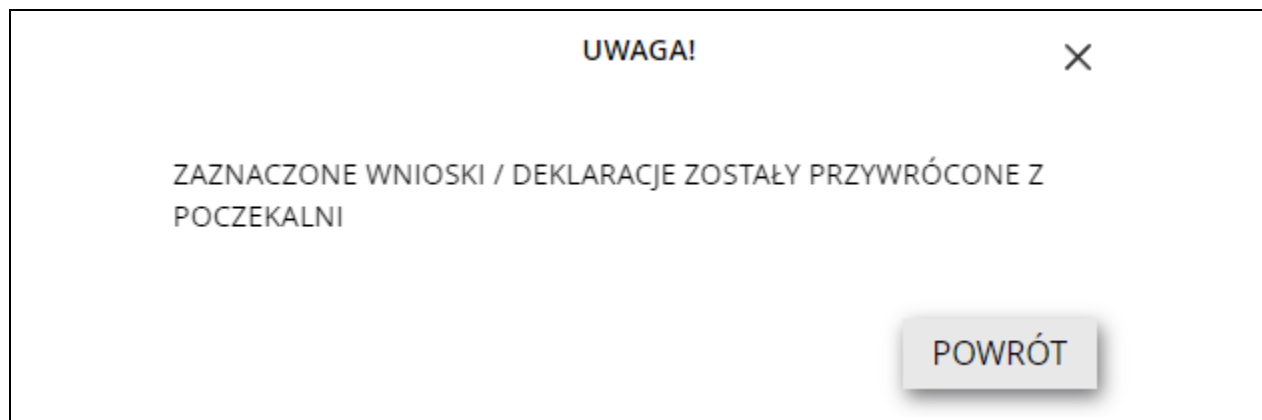 UWAGA!
ZAZNACZONE WNIOSKI / DEKLARACJE ZOSTAŁY PRZYWRÓCONE Z
POCZEKALNI
POWRÓT